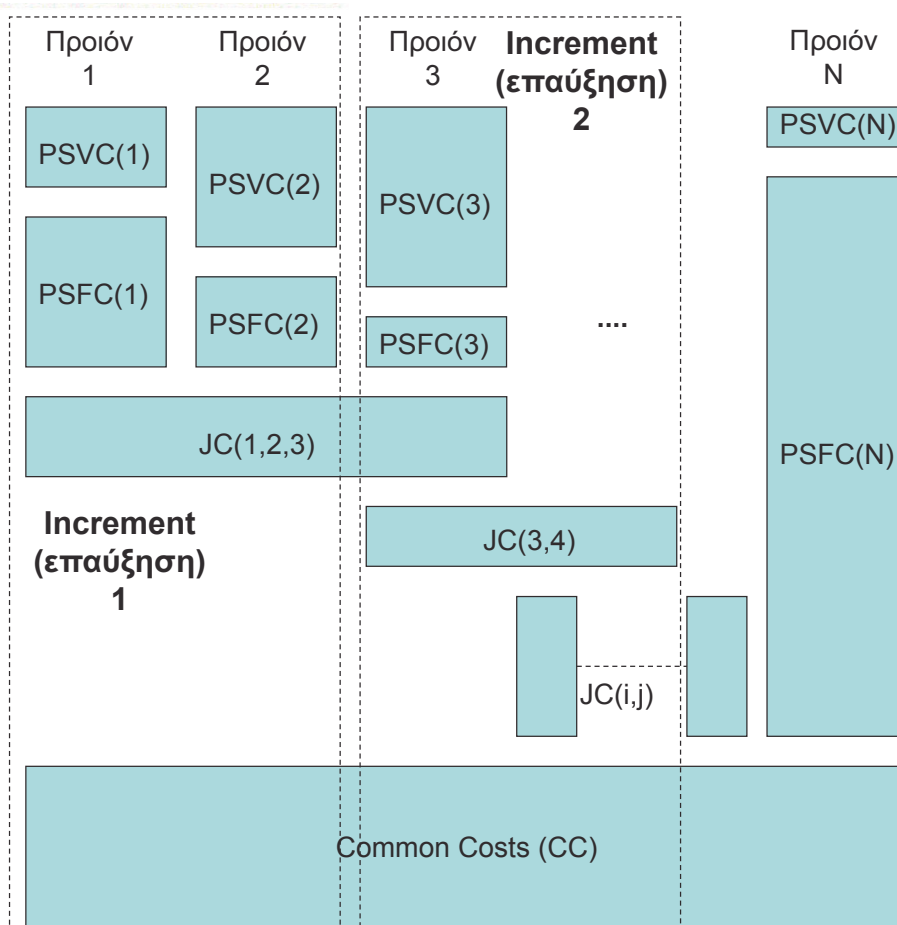 Προιόν
1
Προιόν
2
Προιόν
3
Increment
(επαύξηση)
2
Προιόν
N
PSVC(1)
PSVC(2)
PSVC(3)
PSVC(N)
PSFC(1)
PSFC(2)
PSFC(3)
....
PSFC(N)
JC(1,2,3)
Increment
(επαύξηση)
1
JC(3,4)
JC(i,j)
Common Costs (CC)